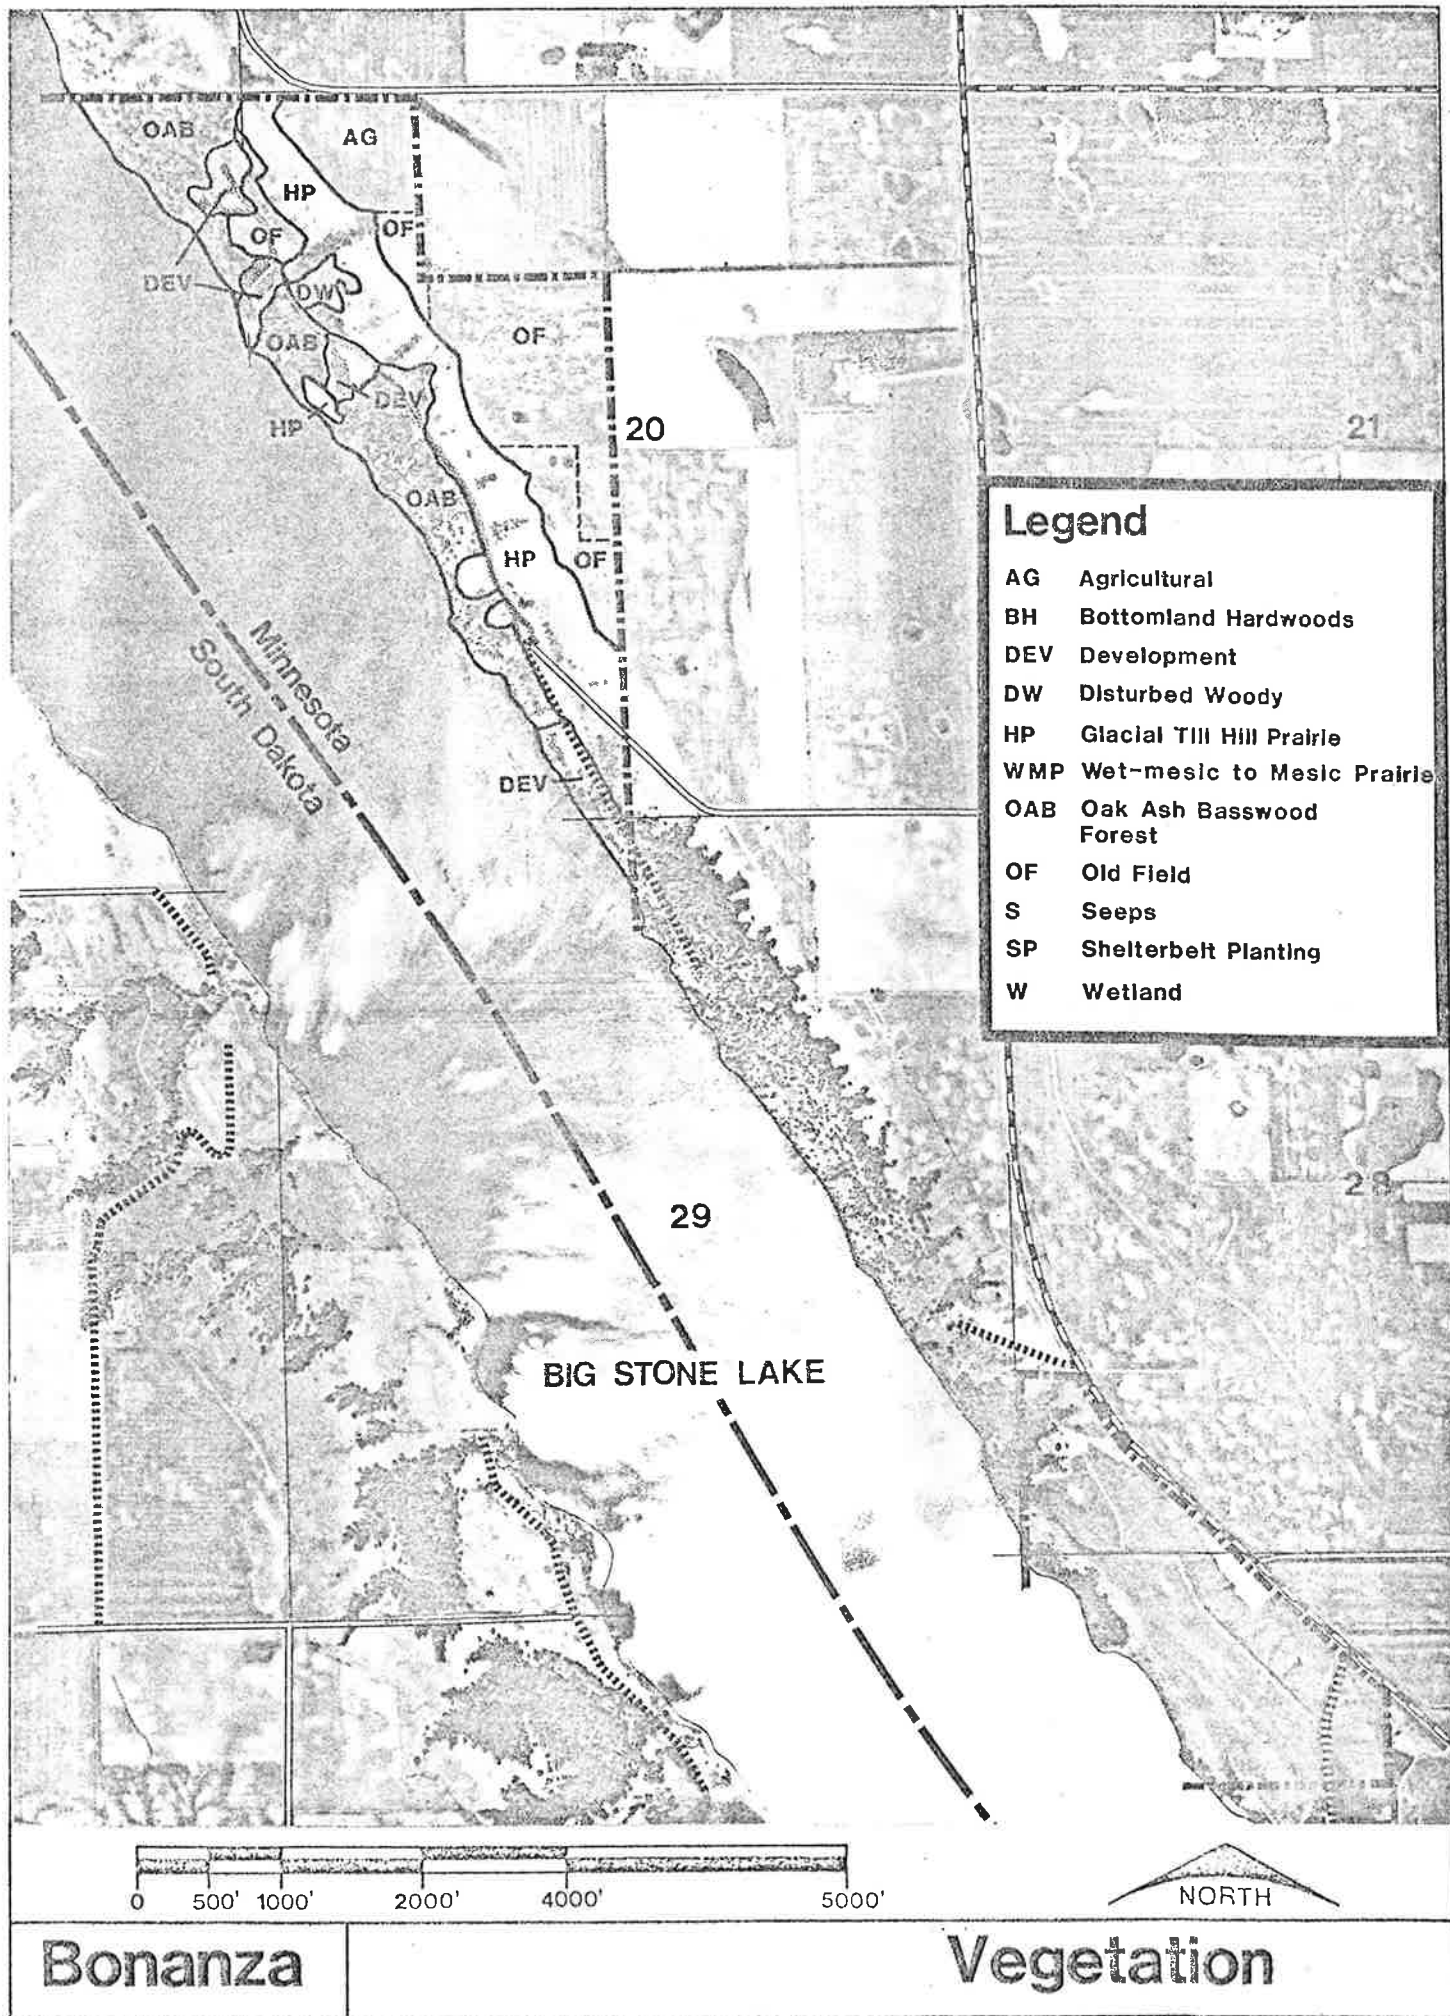 OAB
AG
HP
OF
OF
DEV
DW
OF
OAB
DEV
HP
20
21
OAB
HP
OF
Legend
AG Agricultural
BH Bottomland Hardwoods
DEV Development
DW Disturbed Woody
HP Glacial Till Hill Prairie
WMP Wet-mesic to Mesic Prairie
OAB Oak Ash Basswood
Forest
OF Old Field
S Seeps
SP Shelterbelt Planting
W Wetland
Minnesota
South Dakota
DEV
28
29
BIG STONE LAKE
0 500' 1000' 2000' 4000' 5000'
NORTH
Bonanza
Vegetation